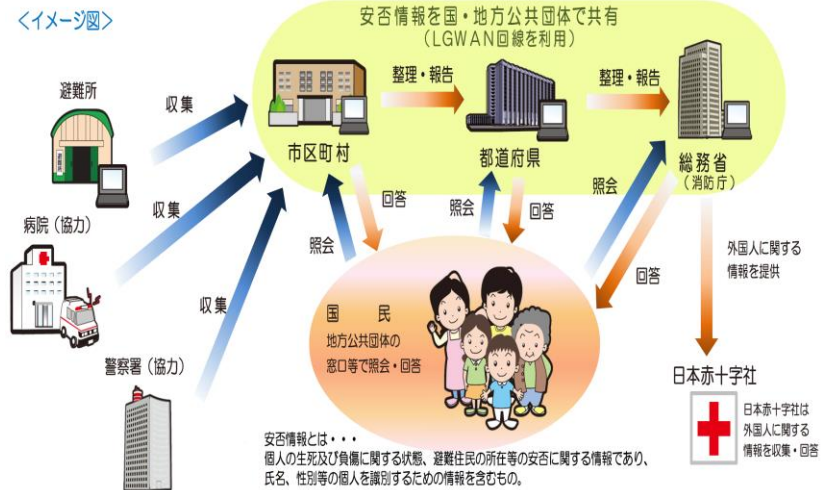 <イメージ図>
安否情報を国・地方公共団体で共有
(LGWAN回線を利用)
避難所
避難所
収集
整理・報告
整理・報告
市区町村
都道府県
総務省
(消防庁)
病院(協力)
収集
照会
回答
照会
回答
照会
回答
収集
警察署(協力)
国民
地方公共団体の
窓口等で照会・回答
外国人に関する
情報を提供
日本赤十字社
日本赤十字社は
外国人に関する
情報を収集・回答
安否情報とは・・・
個人の生死及び負傷に関する状態、避難住民の所在等の安否に関する情報であり、
氏名、性別等の個人を識別するための情報を含むもの。